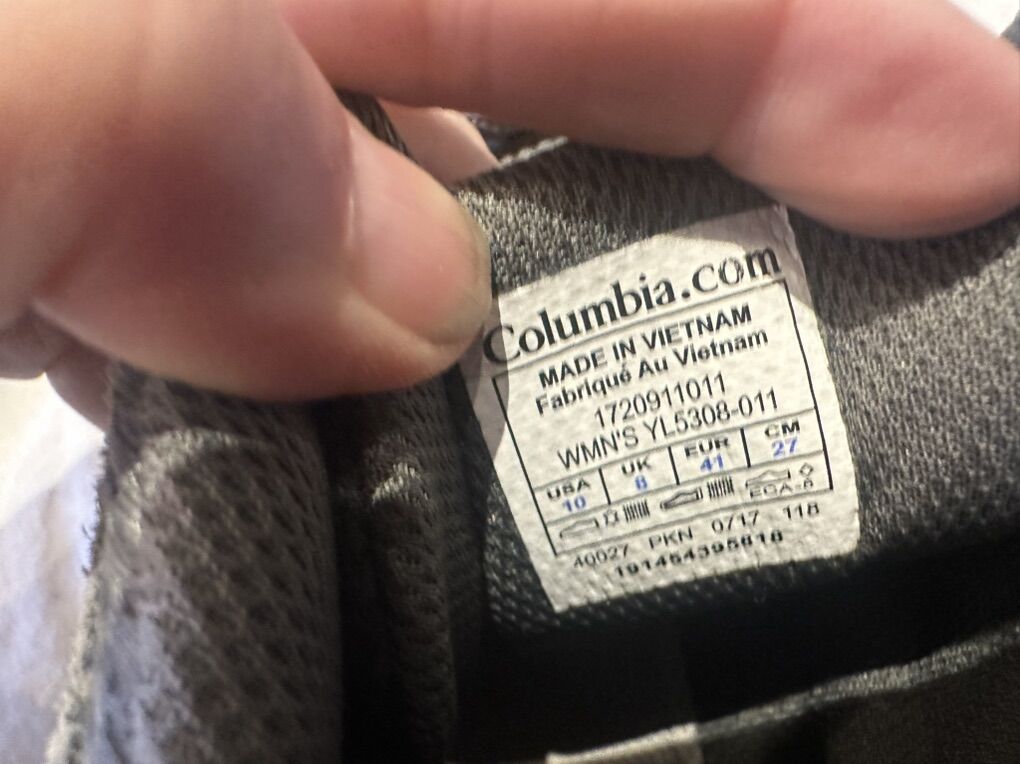 Columbia.com
MADE IN VIETNAM
Fabriqué Au Vietnam
1720911011
WMN'S YL5308-011
USA UK EUR CM
10 8 41 27
EGA-R
40027 PKN 0717 118
191454395818